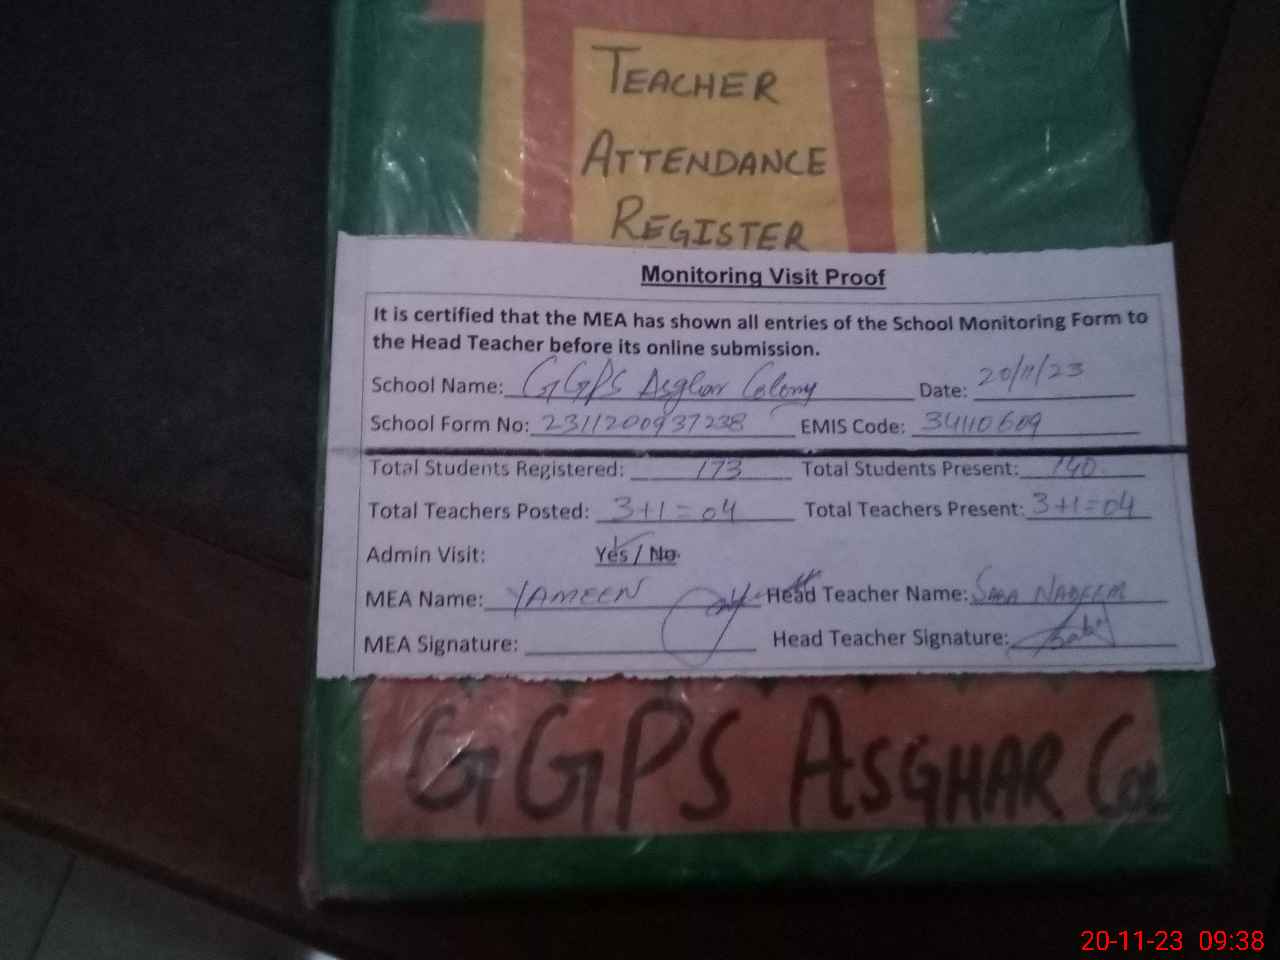 TEACHER
ATTENDANCE
REGISTER
Monitoring Visit Proof
It is certified that the MEA has shown all entries of the School Monitoring Form to
the Head Teacher before its online submission.
School Name: GGPS Asghar Colony Date: 20/11/23
School Form No: 2311200937238 EMIS Code: 34110609
Total Students Registered: 173 Total Students Present: 140
Total Teachers Posted: 3+1=04 Total Teachers Present: 3+1=04
Admin Visit: Yes / No
MEA Name: YAMEEN Head Teacher Name: SABA NADEEM
MEA Signature: Head Teacher Signature:
GGPS ASGHAR Col
20-11-23 09:38